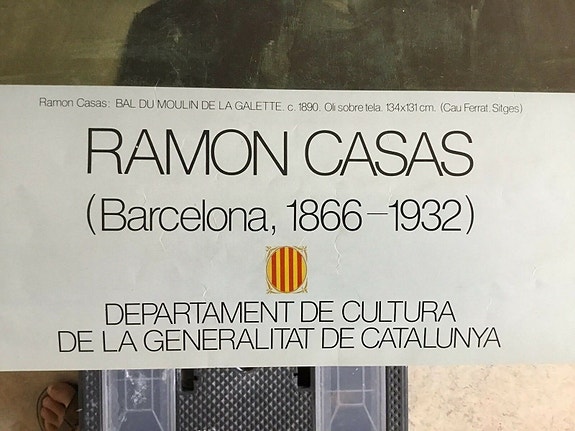 Ramon Casas: BAL DU MOULIN DE LA GALETTE. c. 1890. Oli sobre tela. 134x131 cm. (Cau Ferrat. Sitges)
RAMON CASAS
(Barcelona, 1866–1932)
DEPARTAMENT DE CULTURA
DE LA GENERALITAT DE CATALUNYA